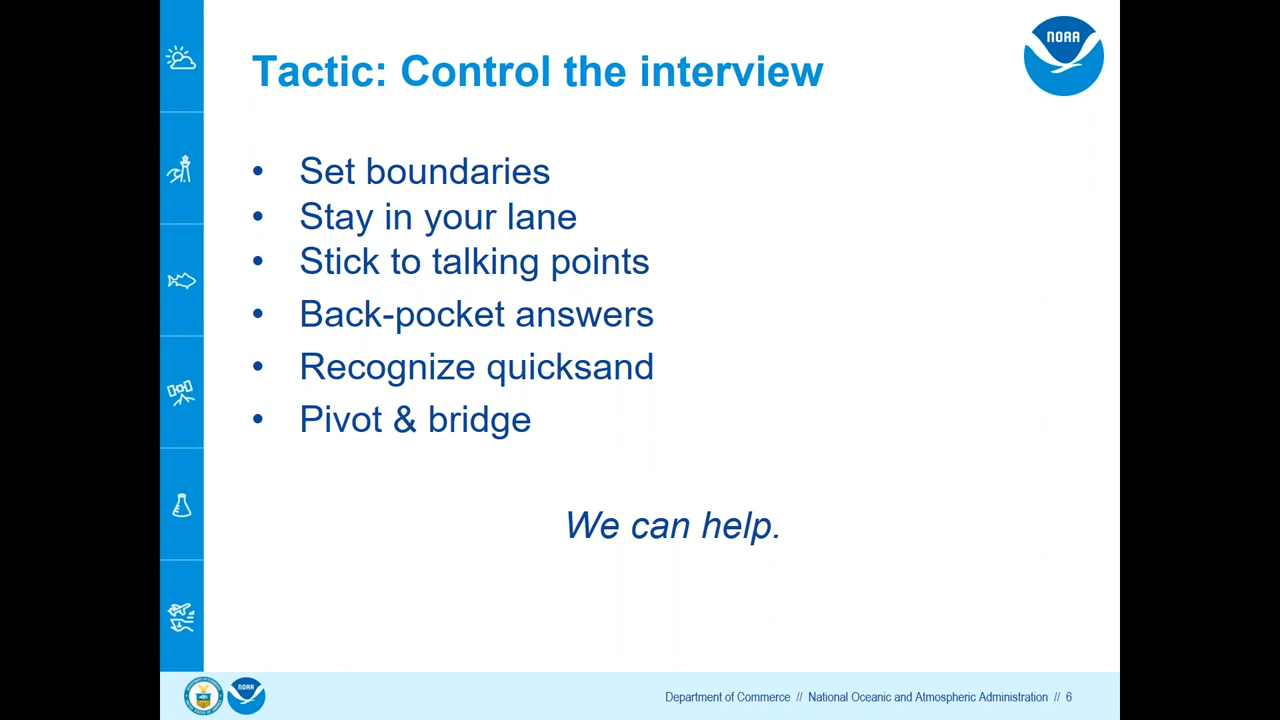 Tactic: Control the interview
NOAA
• Set boundaries
• Stay in your lane
• Stick to talking points
• Back-pocket answers
• Recognize quicksand
• Pivot & bridge
We can help.
NOAA
Department of Commerce // National Oceanic and Atmospheric Administration // 6